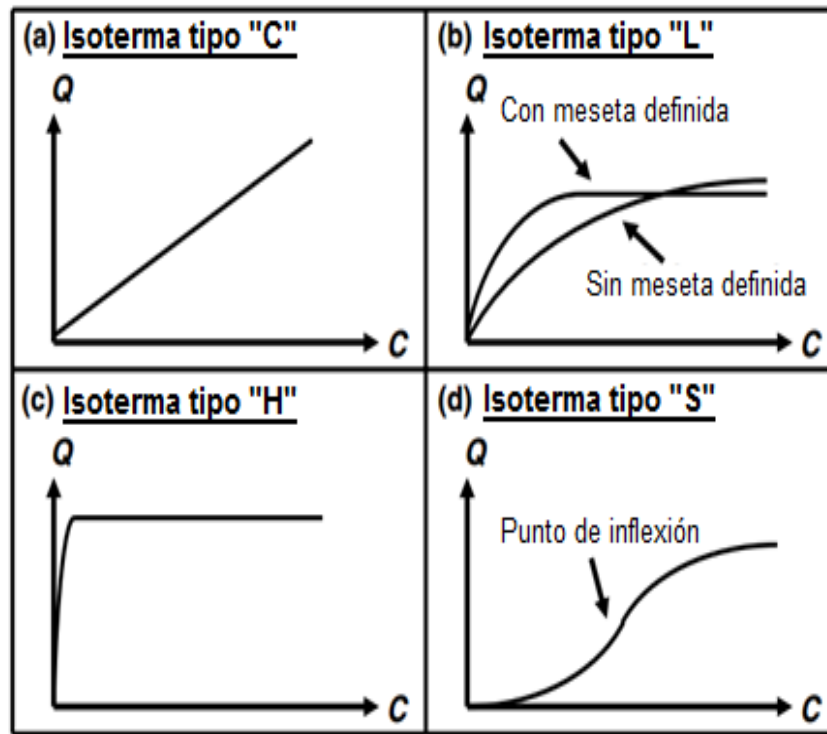 (a) Isoterma tipo "C"
Q
C
(b) Isoterma tipo "L"
Q
Con meseta definida
Sin meseta definida
C
(c) Isoterma tipo "H"
Q
C
(d) Isoterma tipo "S"
Q
Punto de inflexión
C